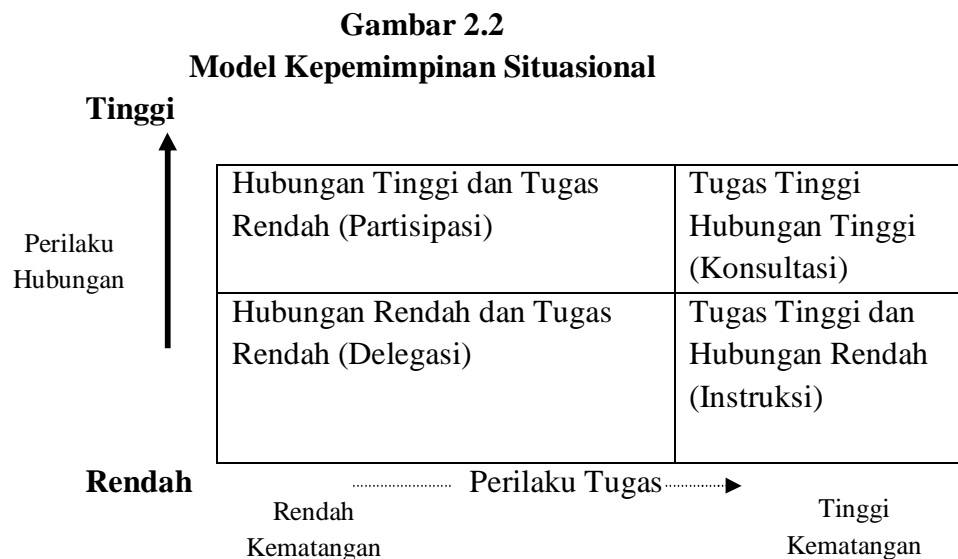 Gambar 2.2
Model Kepemimpinan Situasional
Tinggi
Perilaku
Hubungan
Hubungan Tinggi dan Tugas
Rendah (Partisipasi)
Tugas Tinggi
Hubungan Tinggi
(Konsultasi)
Hubungan Rendah dan Tugas
Rendah (Delegasi)
Tugas Tinggi dan
Hubungan Rendah
(Instruksi)
Rendah
Perilaku Tugas
Rendah
Kematangan
Tinggi
Kematangan